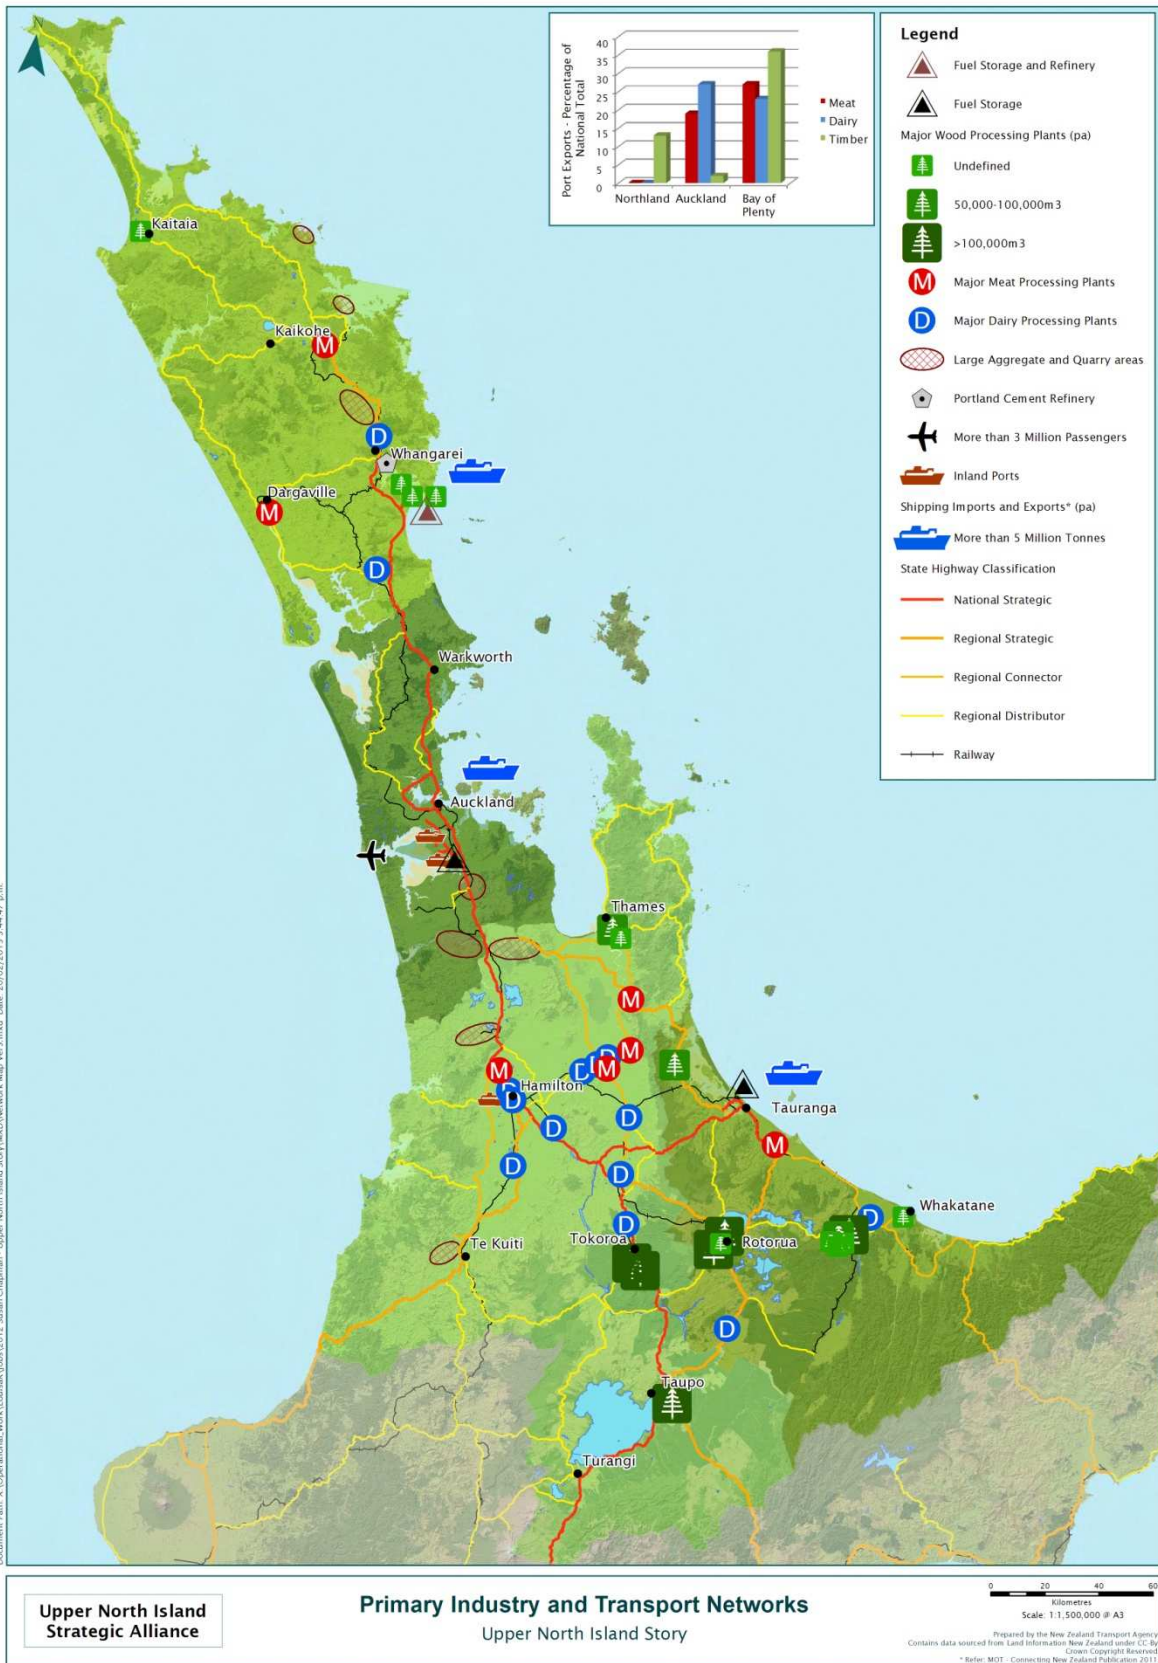 N
Port Exports - Percentage of
National Total
40
35
30
25
20
15
10
5
0
Northland
Auckland
Bay of
Plenty
Meat
Dairy
Timber
Legend
Fuel Storage and Refinery
Fuel Storage
Major Wood Processing Plants (pa)
Undefined
50,000-100,000m3
>100,000m3
M Major Meat Processing Plants
D Major Dairy Processing Plants
Large Aggregate and Quarry areas
Portland Cement Refinery
More than 3 Million Passengers
Inland Ports
Shipping Imports and Exports* (pa)
More than 5 Million Tonnes
State Highway Classification
National Strategic
Regional Strategic
Regional Connector
Regional Distributor
Railway
Kaitaia
Kaikohe
M
D
Whangarei
Dargaville
M
D
Warkworth
Auckland
Thames
M
M
D
D
M
D
M
D
Hamilton
D
D
D
Tauranga
M
D
D
D
Whakatane
D
Tokoroa
Rotorua
Te Kuiti
D
Taupo
Turangi
Upper North Island
Strategic Alliance
Primary Industry and Transport Networks
Upper North Island Story
0 20 40 60
Kilometres
Scale: 1:1,500,000 @ A3
Prepared by the New Zealand Transport Agency
Contains data sourced from Land Information New Zealand under CC-By
Crown Copyright Reserved
* Refer: MOT - Connecting New Zealand Publication 2011